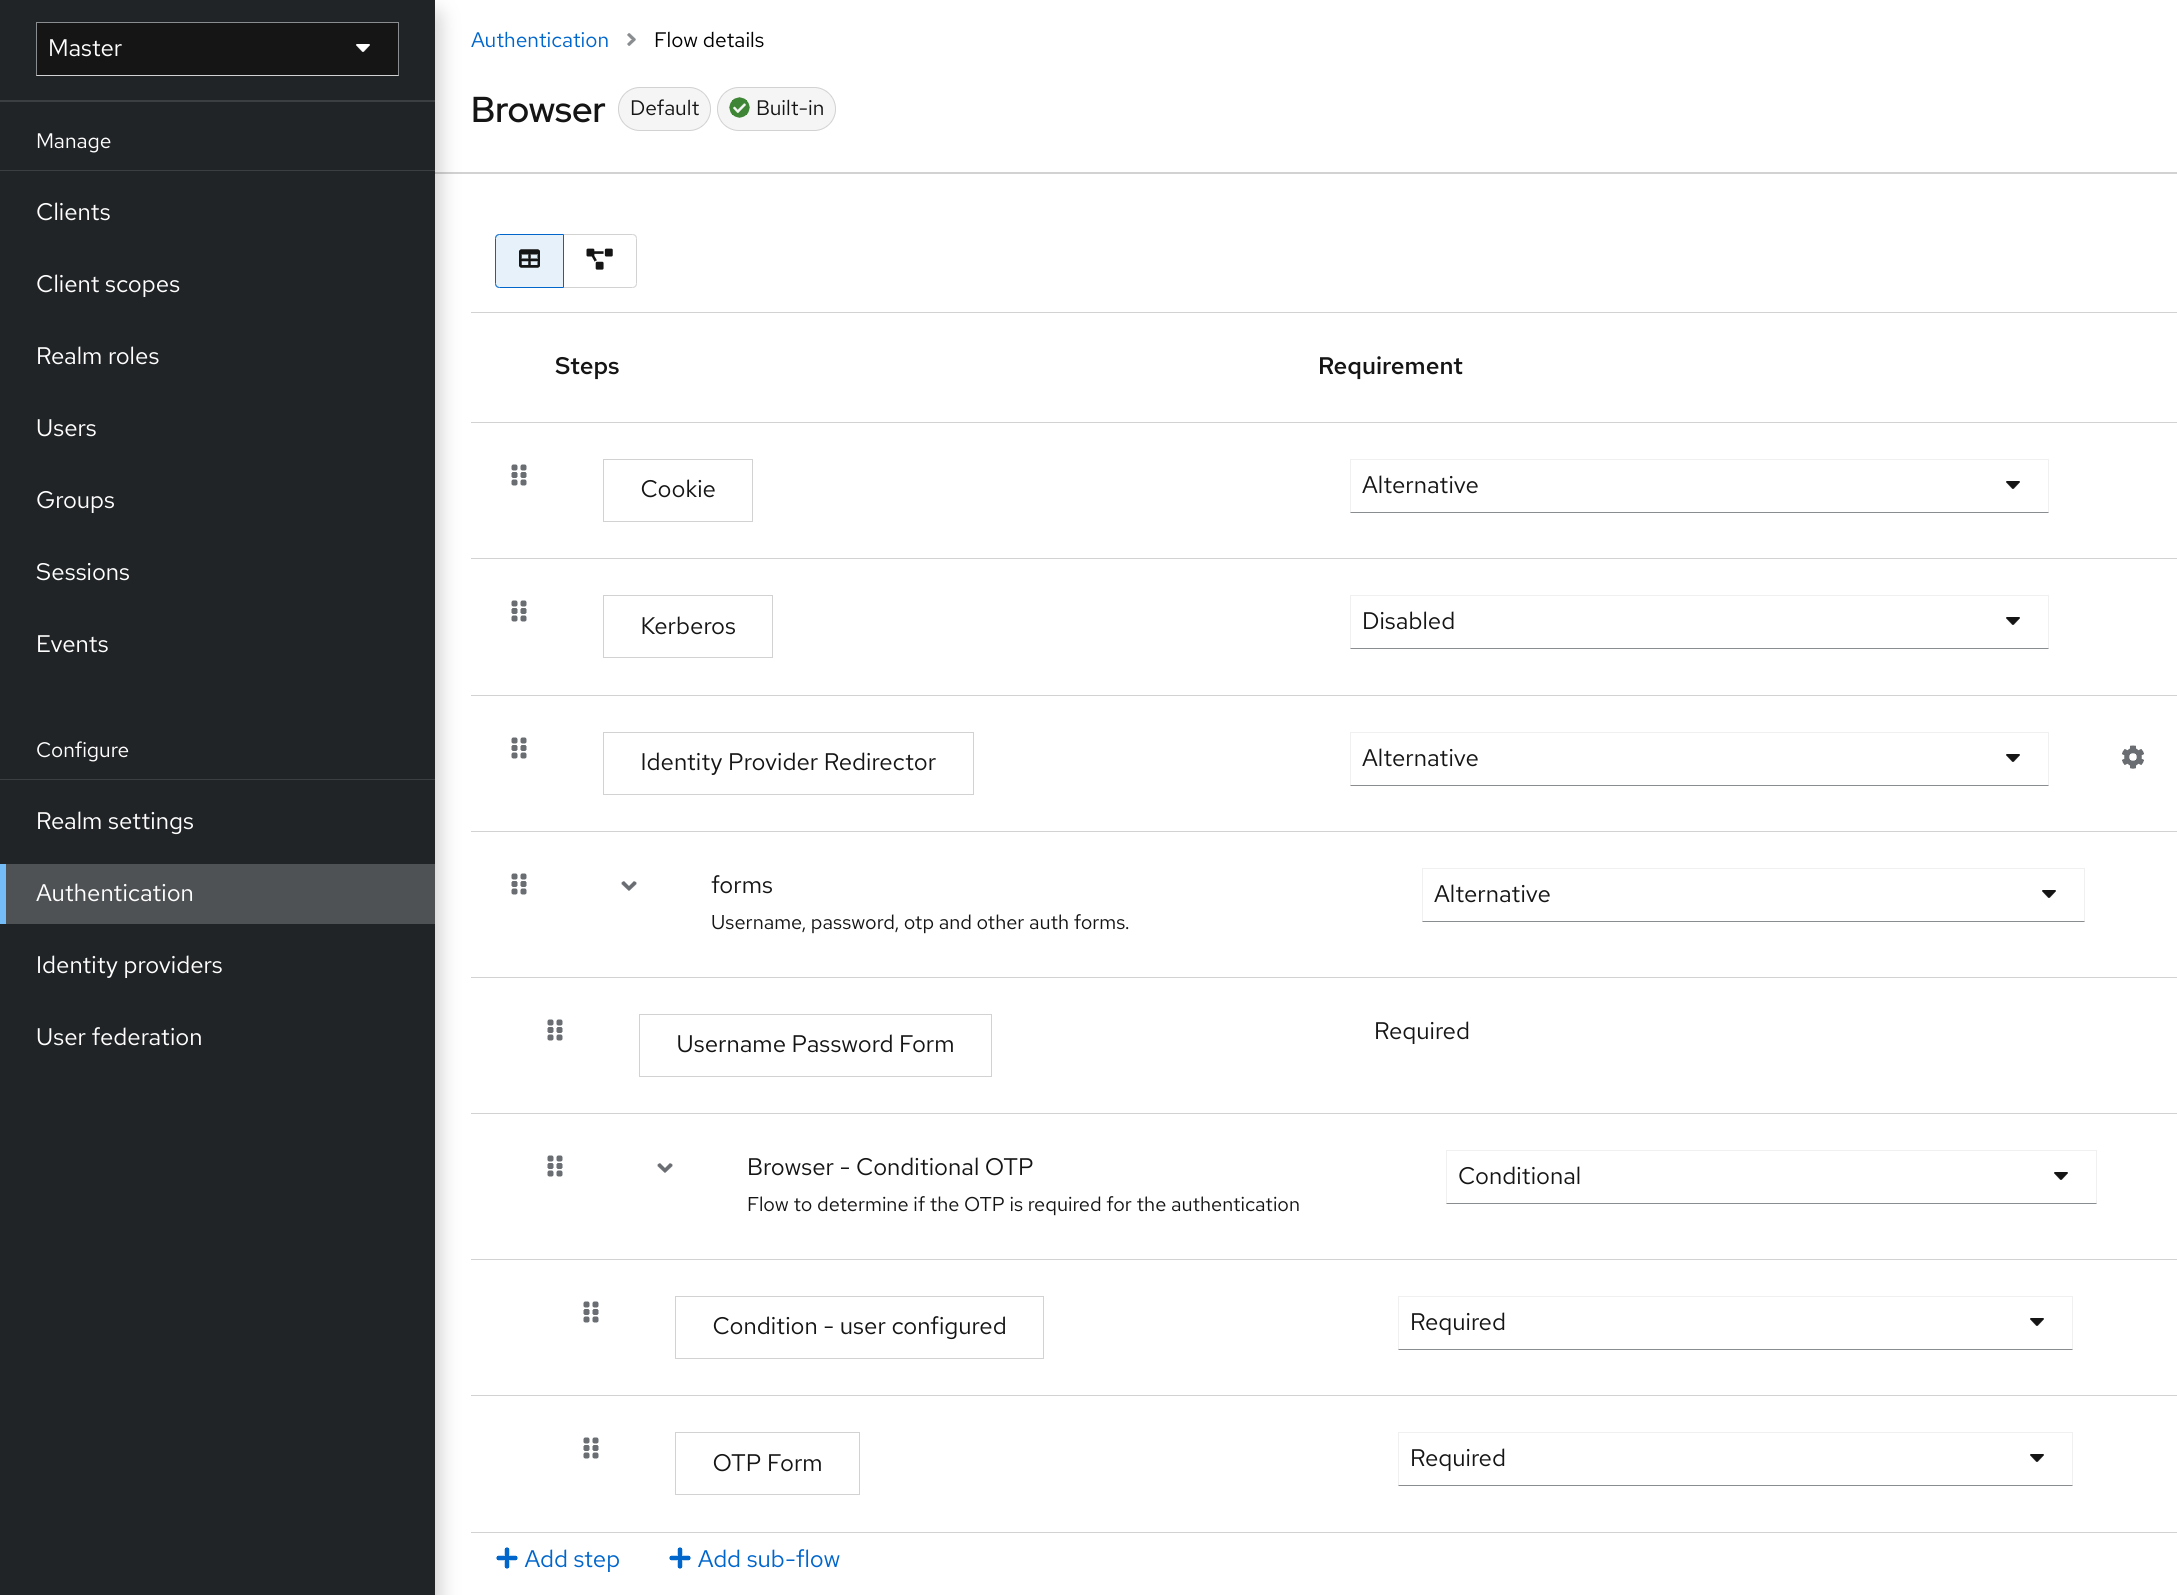 Master
Manage
Clients
Client scopes
Realm roles
Users
Groups
Sessions
Events
Configure
Realm settings
Authentication
Identity providers
User federation
Authentication Flow details
Browser Default Built-in
Steps Requirement
Cookie Alternative
Kerberos Disabled
Identity Provider Redirector Alternative
forms Alternative
Username, password, otp and other auth forms.
Username Password Form Required
Browser - Conditional OTP Conditional
Flow to determine if the OTP is required for the authentication
Condition - user configured Required
OTP Form Required
Add step Add sub-flow